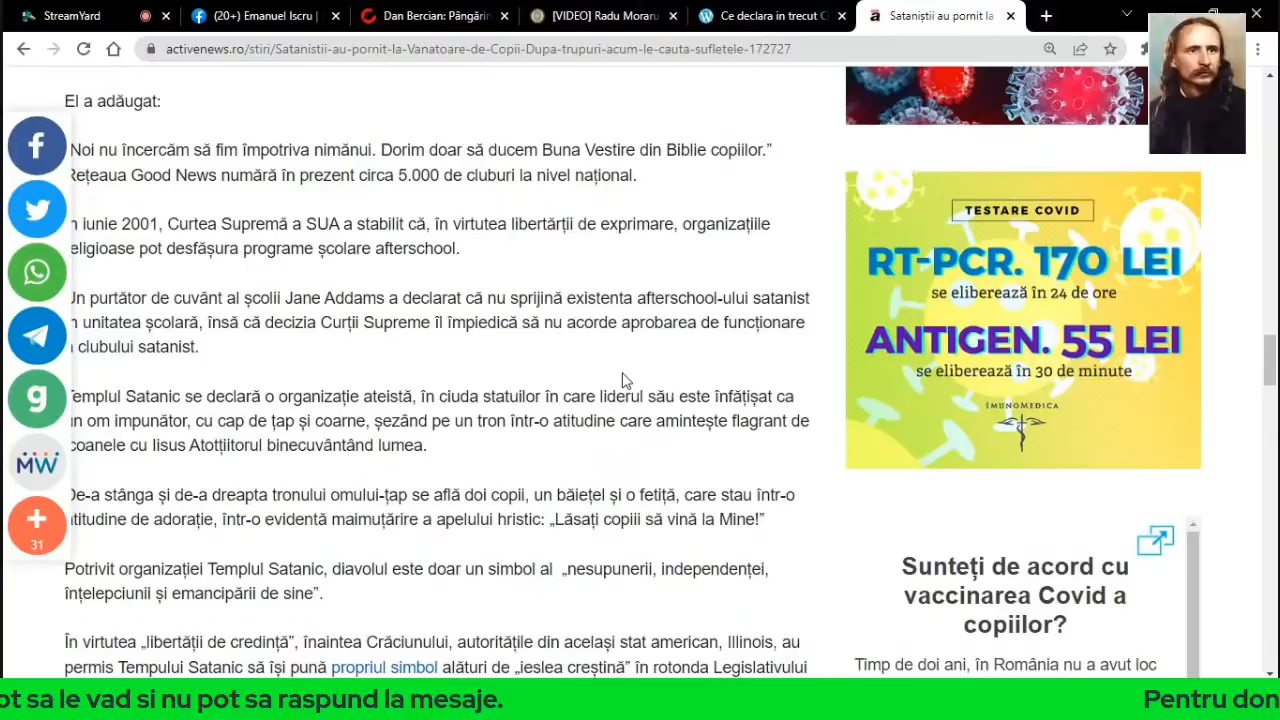 StreamYard
(20+) Emanuel Iscru |
Dan Bercian: Pângărir
[VIDEO] Radu Moraru
Ce declara in trecut C
Sataniștii au pornit la
activenews.ro/stiri/Satanistii-au-pornit-la-Vanatoare-de-Copii-Dupa-trupuri-acum-le-cauta-sufletele-172727
El a adăugat:
Noi nu încercăm să fim împotriva nimănui. Dorim doar să ducem Buna Vestire din Biblie copiilor.”
Rețeaua Good News numără în prezent circa 5.000 de cluburi la nivel național.
n iunie 2001, Curtea Supremă a SUA a stabilit că, în virtutea libertății de exprimare, organizațiile
eligioase pot desfășura programe școlare afterschool.
Un purtător de cuvânt al școlii Jane Addams a declarat că nu sprijină existenta afterschool-ului satanist
n unitatea școlară, însă că decizia Curții Supreme îl împiedică să nu acorde aprobarea de funcționare
clubului satanist.
Templul Satanic se declară o organizație ateistă, în ciuda statuilor în care liderul său este înfățișat ca
un om impunător, cu cap de țap și coarne, șezând pe un tron într-o atitudine care amintește flagrant de
icoanele cu Iisus Atotțiitorul binecuvântând lumea.
De-a stânga și de-a dreapta tronului omului-țap se află doi copii, un băiețel și o fetiță, care stau într-o
atitudine de adorație, într-o evidentă maimuțărire a apelului hristic: „Lăsați copiii să vină la Mine!”
Potrivit organizației Templul Satanic, diavolul este doar un simbol al „nesupunerii, independenței,
înțelepciunii și emancipării de sine”.
În virtutea „libertății de credință”, înaintea Crăciunului, autoritățile din același stat american, Illinois, au
permis Tempului Satanic să își pună propriul simbol alături de „ieslea creștină” în rotonda Legislativului
g
MW
31
TESTARE COVID
RT-PCR. 170 LEI
se eliberează în 24 de ore
ANTIGEN. 55 LEI
se eliberează în 30 de minute
IMUNOMEDICA
Sunteți de acord cu
vaccinarea Covid a
copiilor?
Timp de doi ani, în România nu a avut loc
ot sa le vad si nu pot sa raspund la mesaje.
Pentru don